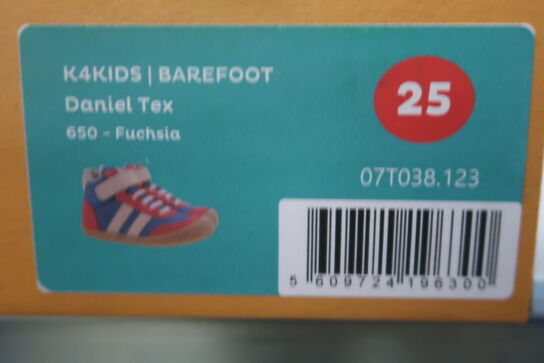 K4KIDS | BAREFOOT
Daniel Tex
650 - Fuchsia
25
07T038.123
5 609724 196300